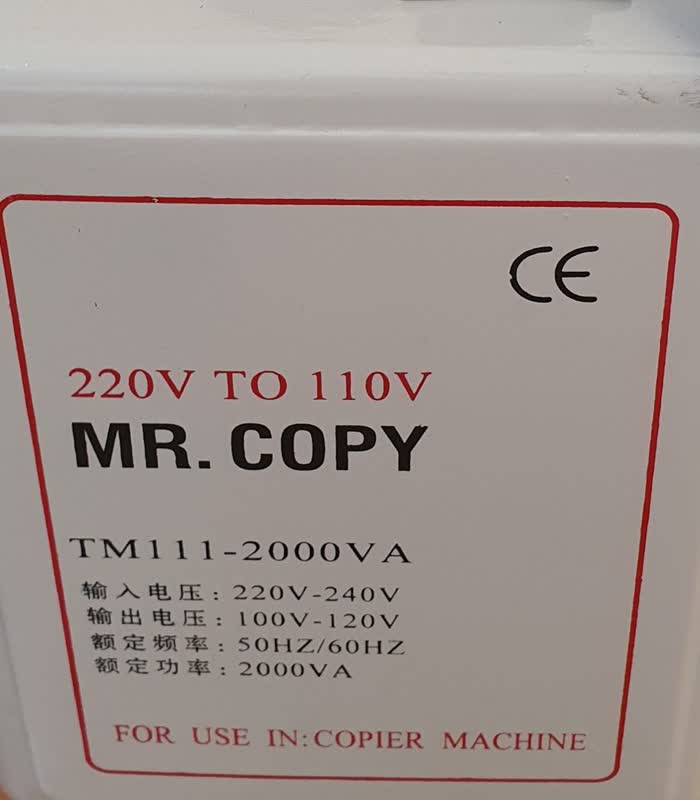 CE
220V TO 110V
MR. COPY
TM111-2000VA
输入电压：220V-240V
输出电压：100V-120V
额定频率：50HZ/60HZ
额定功率：2000VA
FOR USE IN:COPIER MACHINE